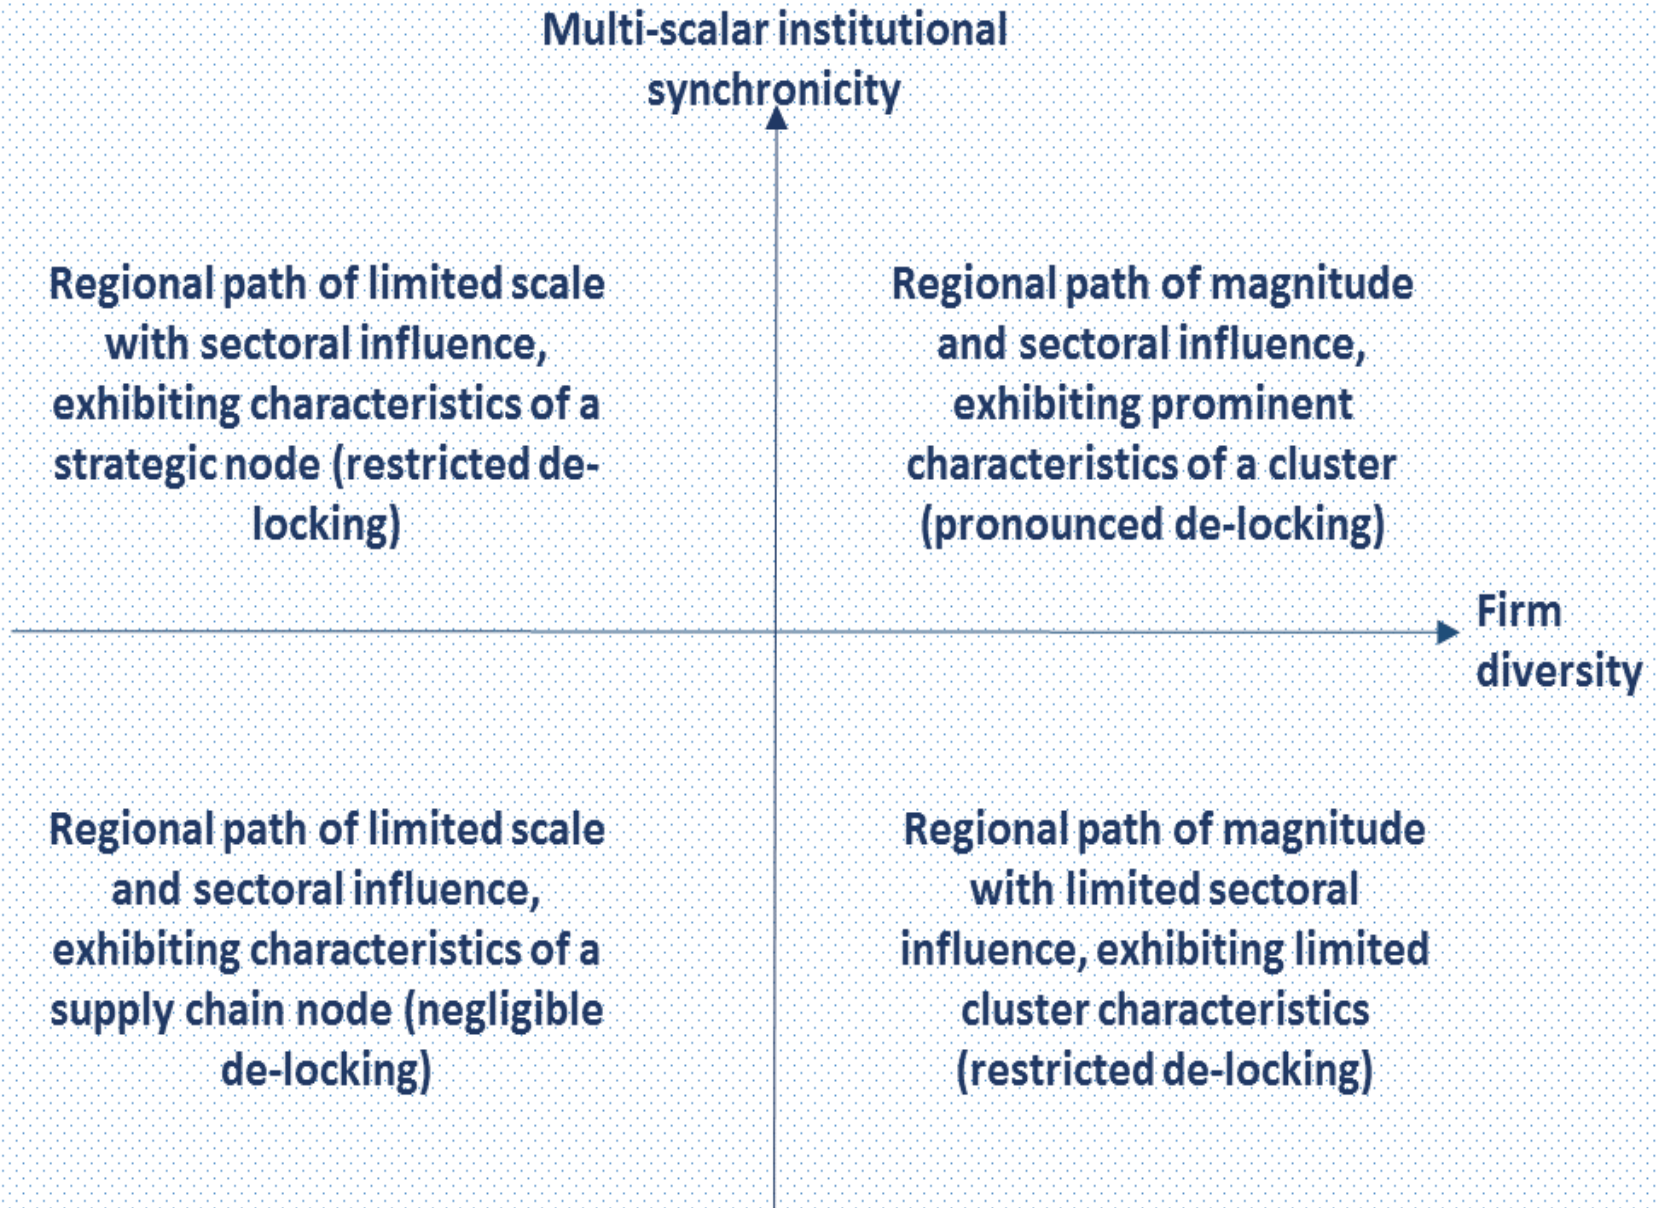 Multi-scalar institutional
synchronicity
Regional path of limited scale
with sectoral influence,
exhibiting characteristics of a
strategic node (restricted de-
locking)
Regional path of magnitude
and sectoral influence,
exhibiting prominent
characteristics of a cluster
(pronounced de-locking)
Firm
diversity
Regional path of limited scale
and sectoral influence,
exhibiting characteristics of a
supply chain node (negligible
de-locking)
Regional path of magnitude
with limited sectoral
influence, exhibiting limited
cluster characteristics
(restricted de-locking)